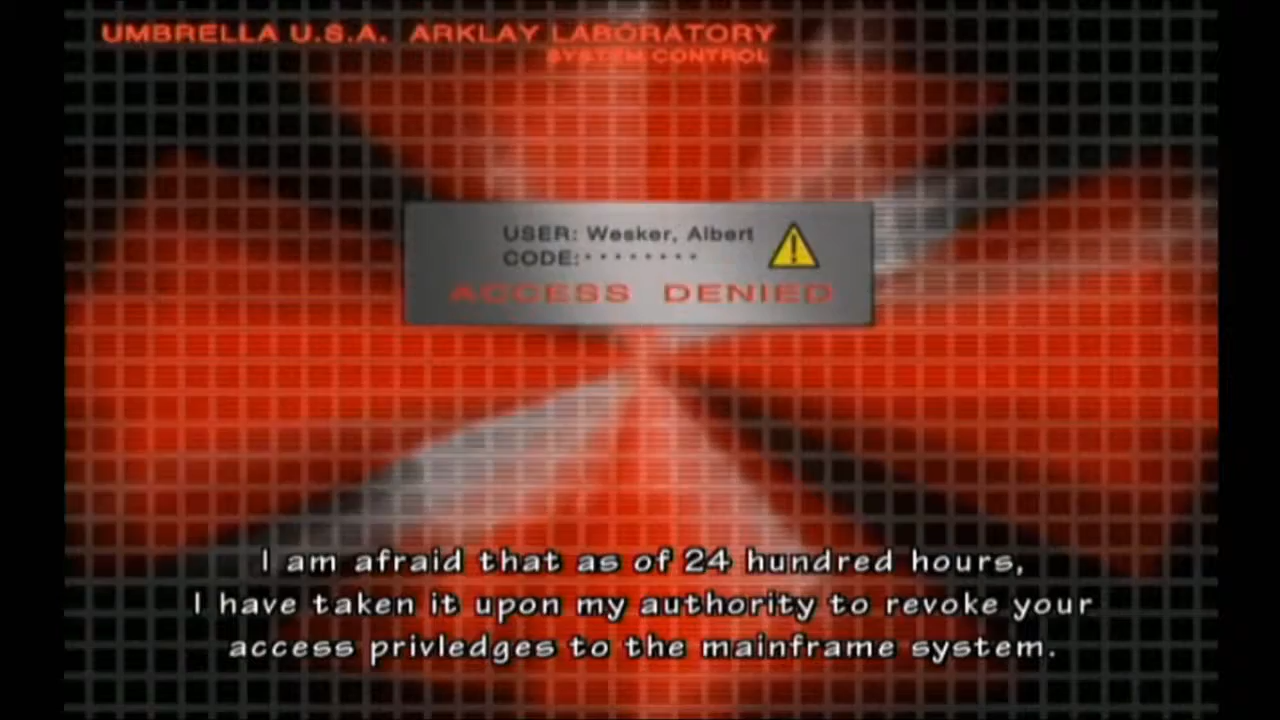 UMBRELLA U.S.A. ARKLAY LABORATORY
SYSTEM CONTROL
USER: Wesker, Albert
CODE:••••••••
ACCESS DENIED
I am afraid that as of 24 hundred hours,
I have taken it upon my authority to revoke your
access privledges to the mainframe system.